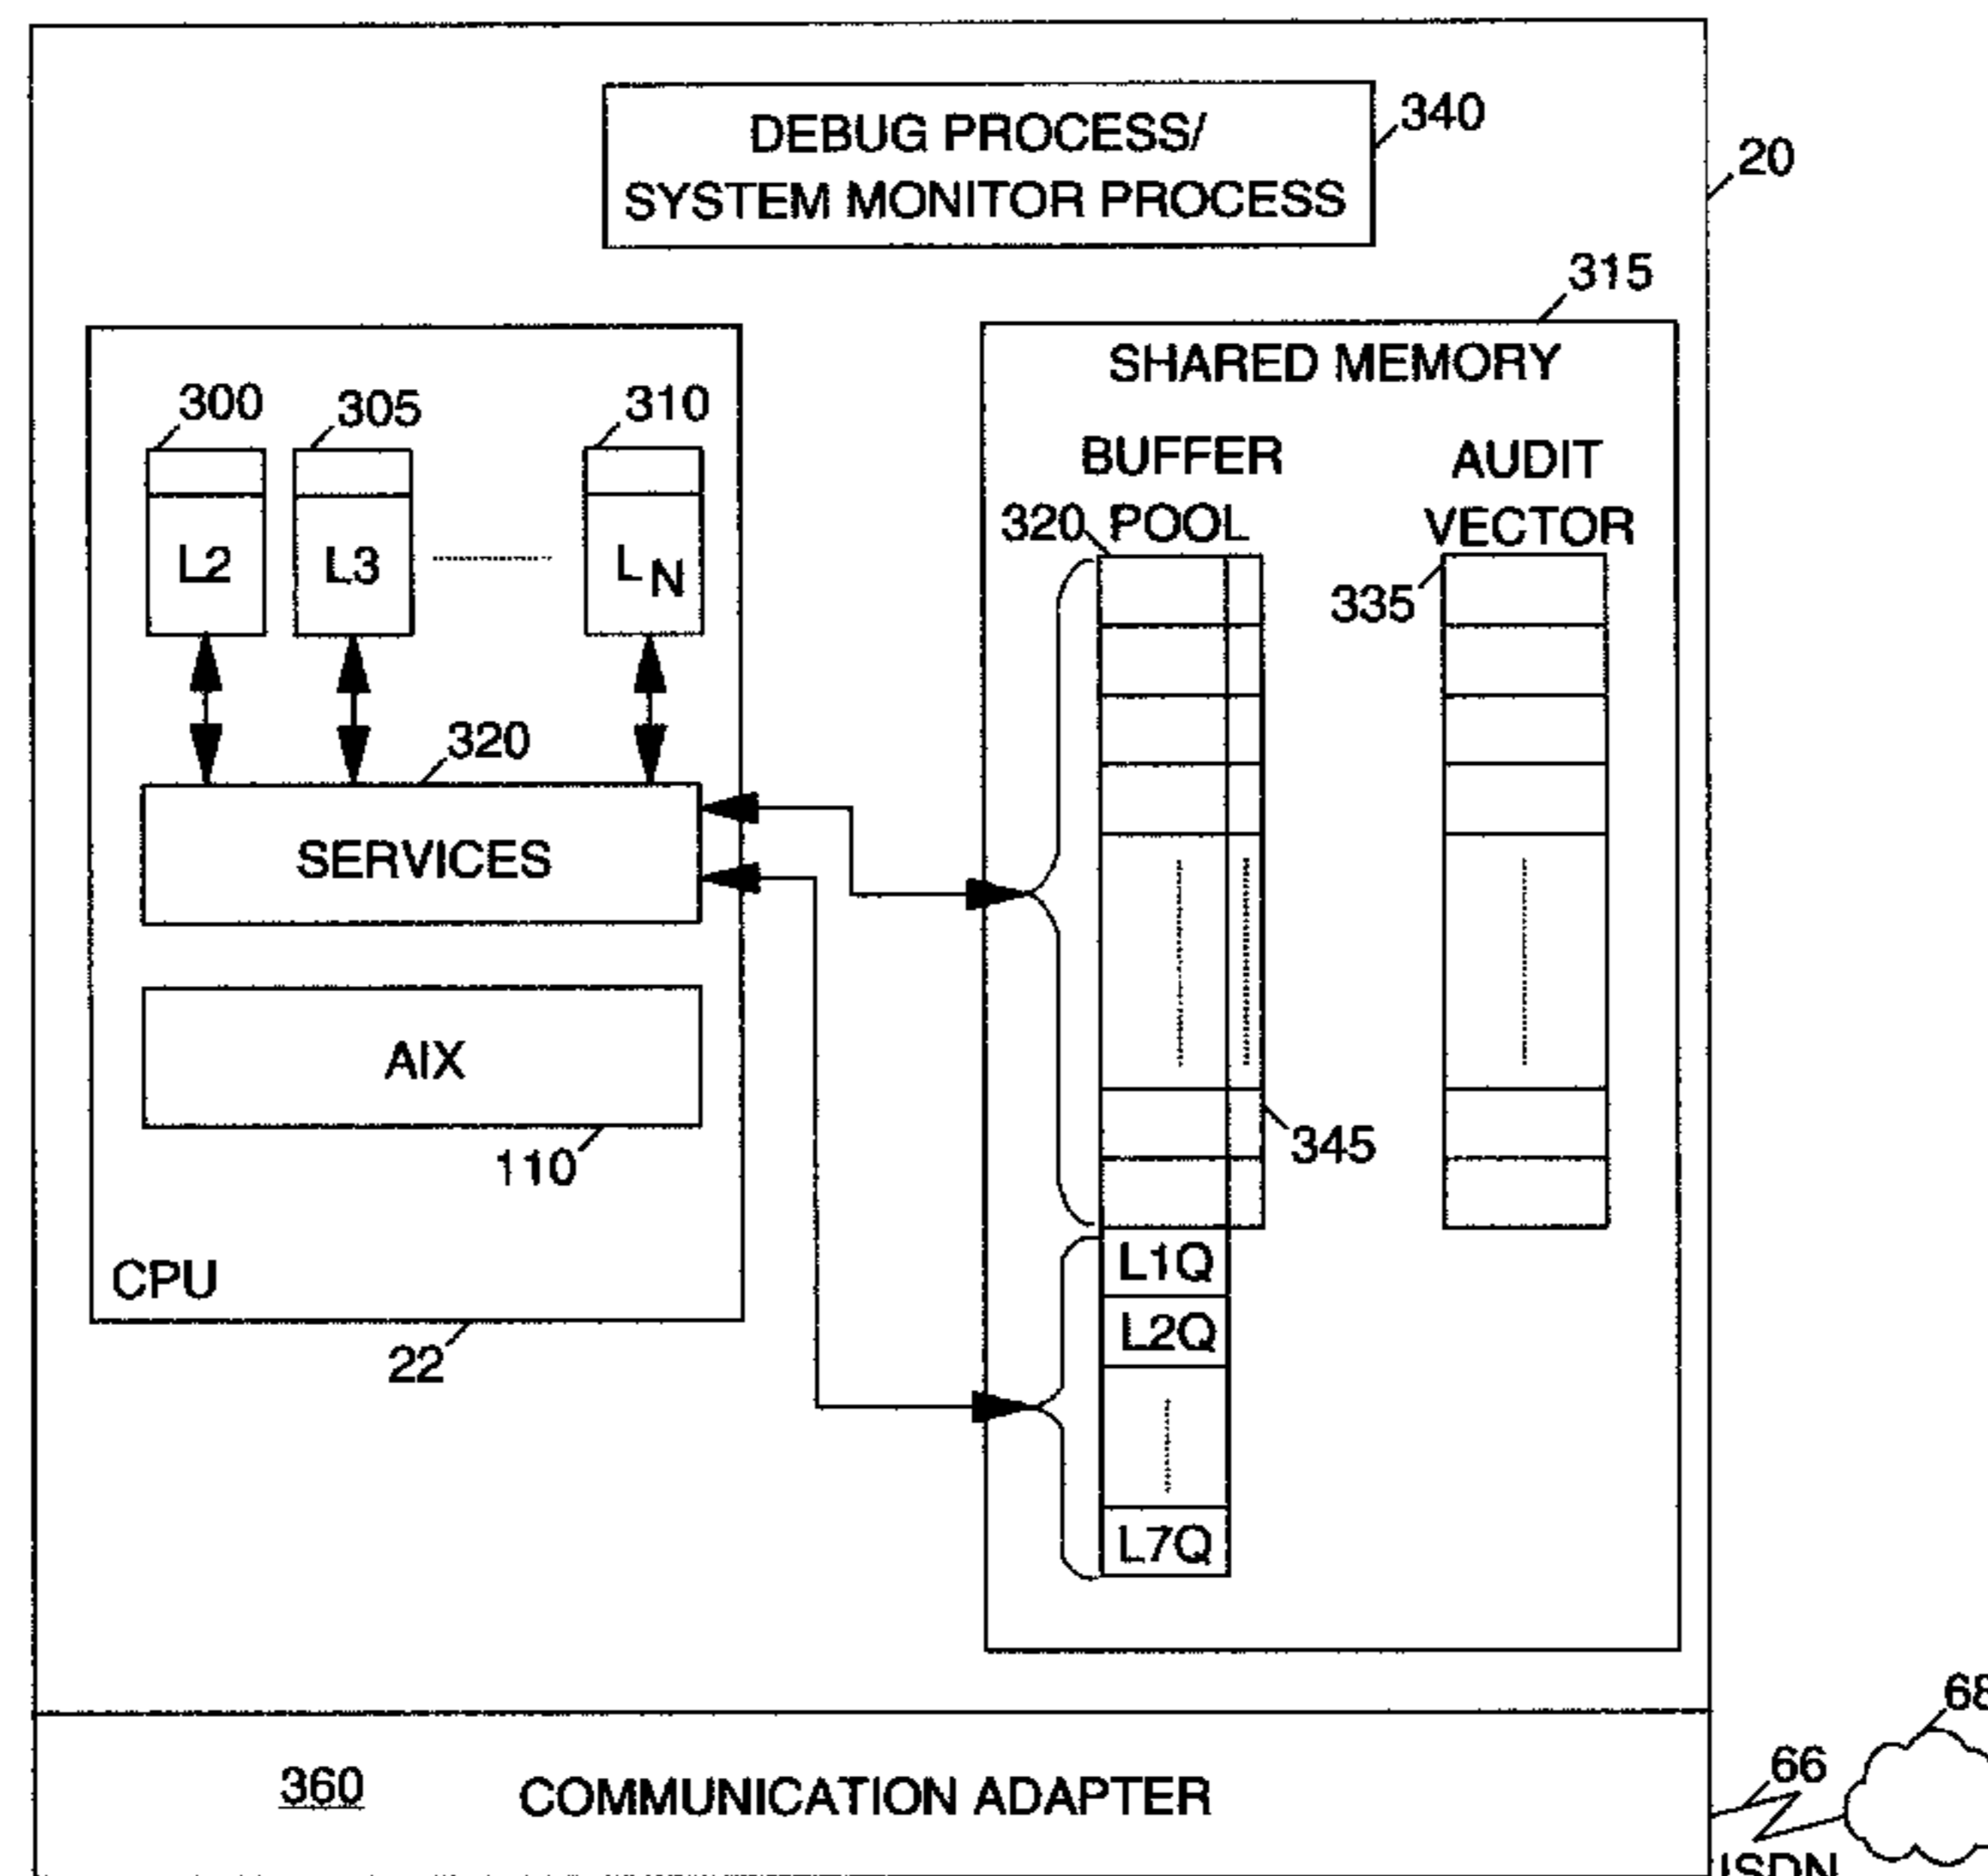 DEBUG PROCESS/
SYSTEM MONITOR PROCESS
340
20
315
SHARED MEMORY
300
305
310
BUFFER
POOL
AUDIT
VECTOR
320
335
L2
L3
LN
320
SERVICES
AIX
110
345
CPU
22
L1Q
L2Q
L7Q
360
COMMUNICATION ADAPTER
66
68
ISDN